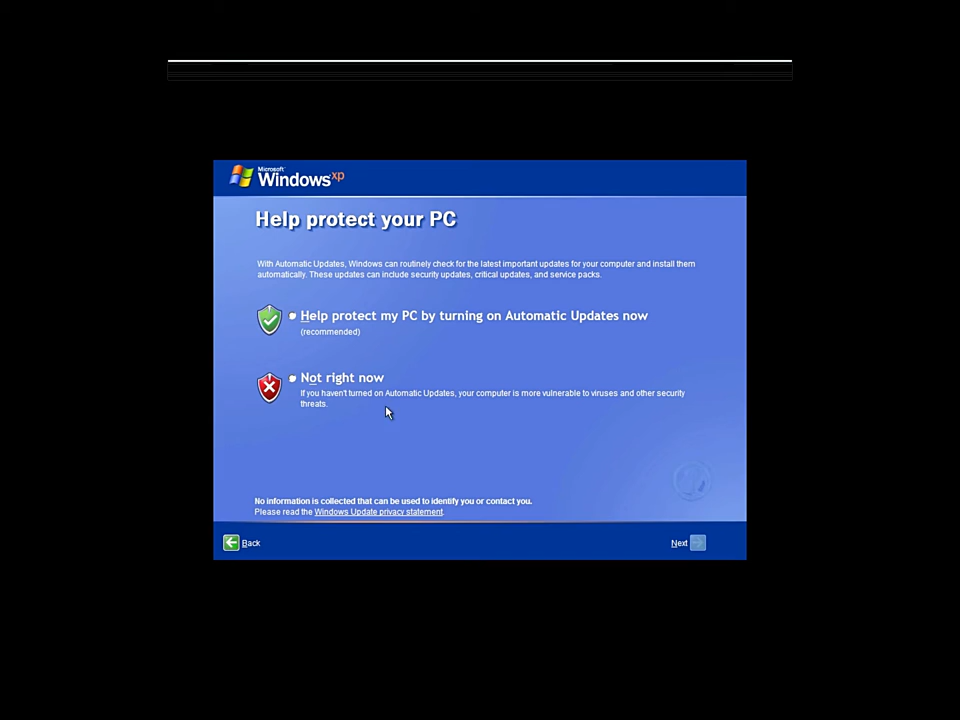 Microsoft
Windows xp
Help protect your PC
With Automatic Updates, Windows can routinely check for the latest important updates for your computer and install them
automatically. These updates can include security updates, critical updates, and service packs.
Help protect my PC by turning on Automatic Updates now
(recommended)
Not right now
If you haven't turned on Automatic Updates, your computer is more vulnerable to viruses and other security
threats.
No information is collected that can be used to identify you or contact you.
Please read the Windows Update privacy statement.
Back
Next